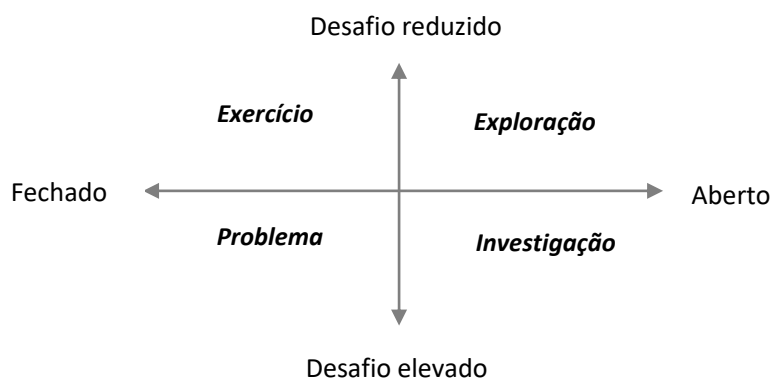 Desafio reduzido
Exercício
Exploração
Fechado
Aberto
Problema
Investigação
Desafio elevado